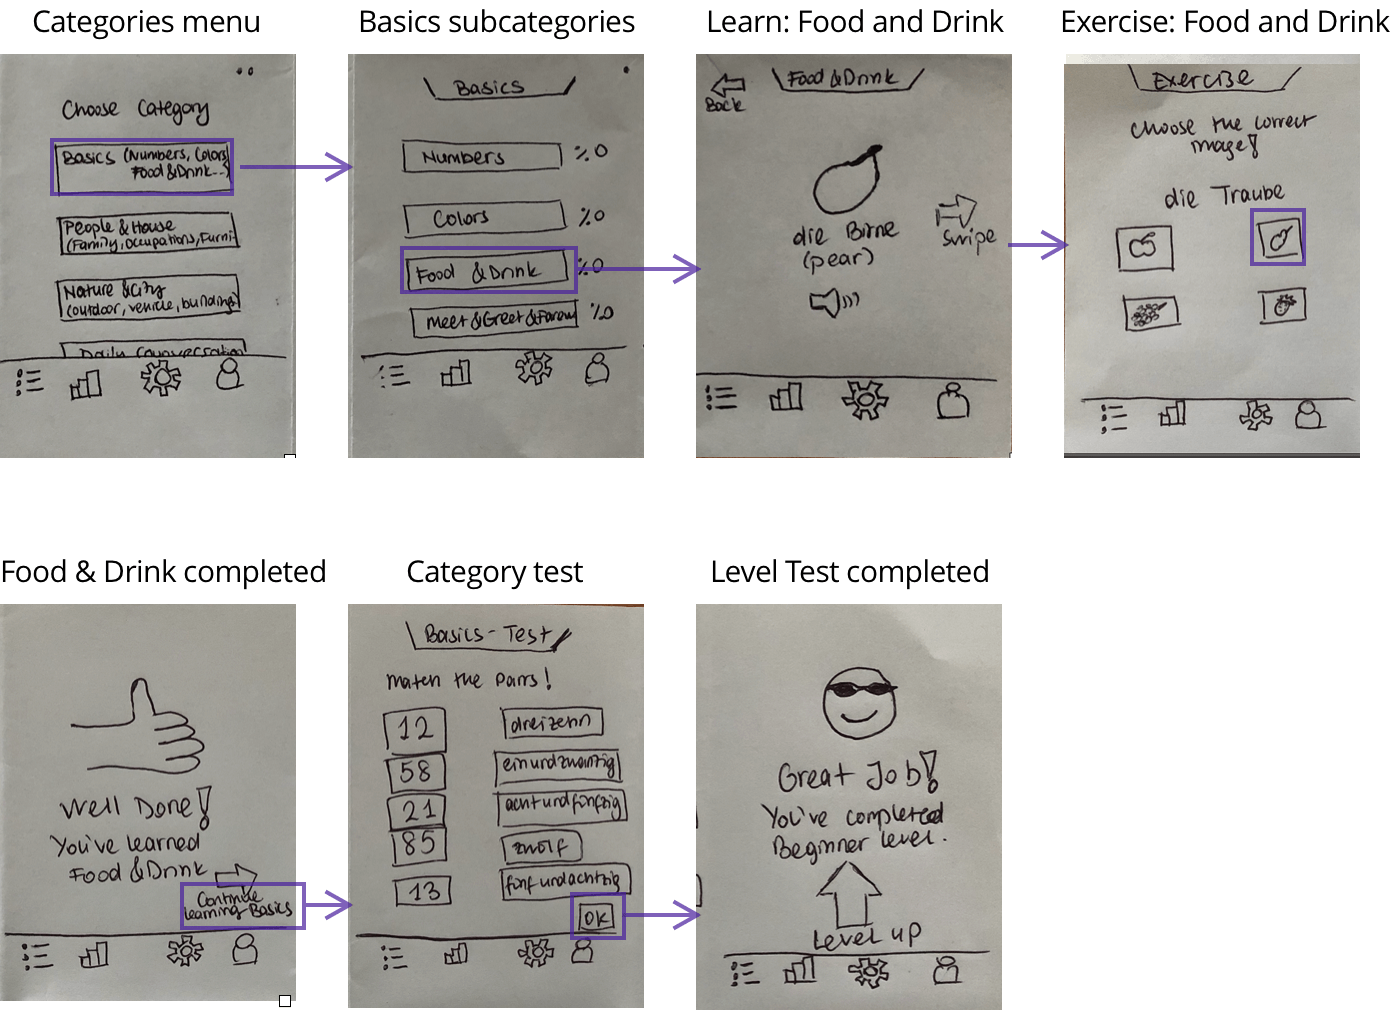 Categories menu
Choose Category
Basics (Numbers, Colors
Food & Drink...)
People & House
(Family, occupations, Furni-
Nature & City
(outdoor, vehicle, building)
Daily Counversation
Basics subcategories
Basics
Numbers %0
Colors %0
Food & Drink %0
Meet & Greet & Farew %0
Learn: Food and Drink
Back
Food & Drink
die Birne
(pear)
Swipe
Exercise: Food and Drink
Exercise
Choose the correct
image!
die Traube
Food & Drink completed
Well Done!
You've learned
Food & Drink
Continue
learning Basics
Category test
Basics - Test
Match the pairs!
12 dreizehn
58 einundzwanzig
21 achtundfünfzig
85 zwölf
13 fünfundachtzig
OK
Level Test completed
Great Job!
You've completed
Beginner level.
Level up